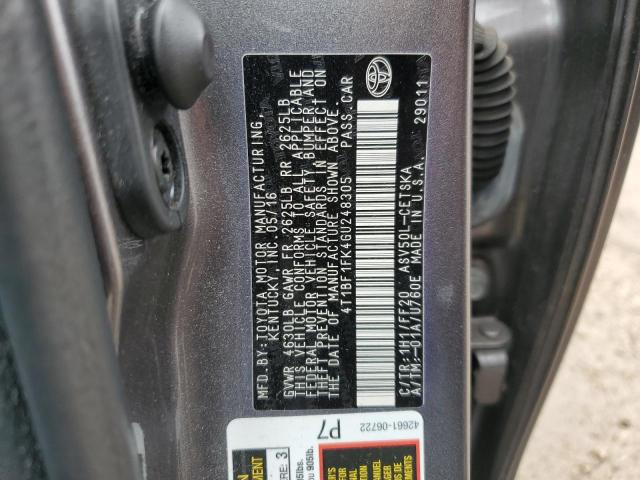 MFD.BY: TOYOTA MOTOR MANUFACTURING,
KENTUCKY, INC. 05/16
GVWR 4630LB GAWR FR 2625LB RR 2625LB
THIS VEHICLE CONFORMS TO ALL APPLICABLE
FEDERAL MOTOR VEHICLE SAFETY, BUMPER AND
THEFT PREVENTION STANDARDS IN EFFECT ON
THE DATE OF MANUFACTURE SHOWN ABOVE.
4T1BF1FK4GU248305 PASS. CAR
C/TR: 1H1/FF20 ASV50L-CETSKA
A/TM: -01A/U760E MADE IN U.S.A.
29011
P7
42661-06722